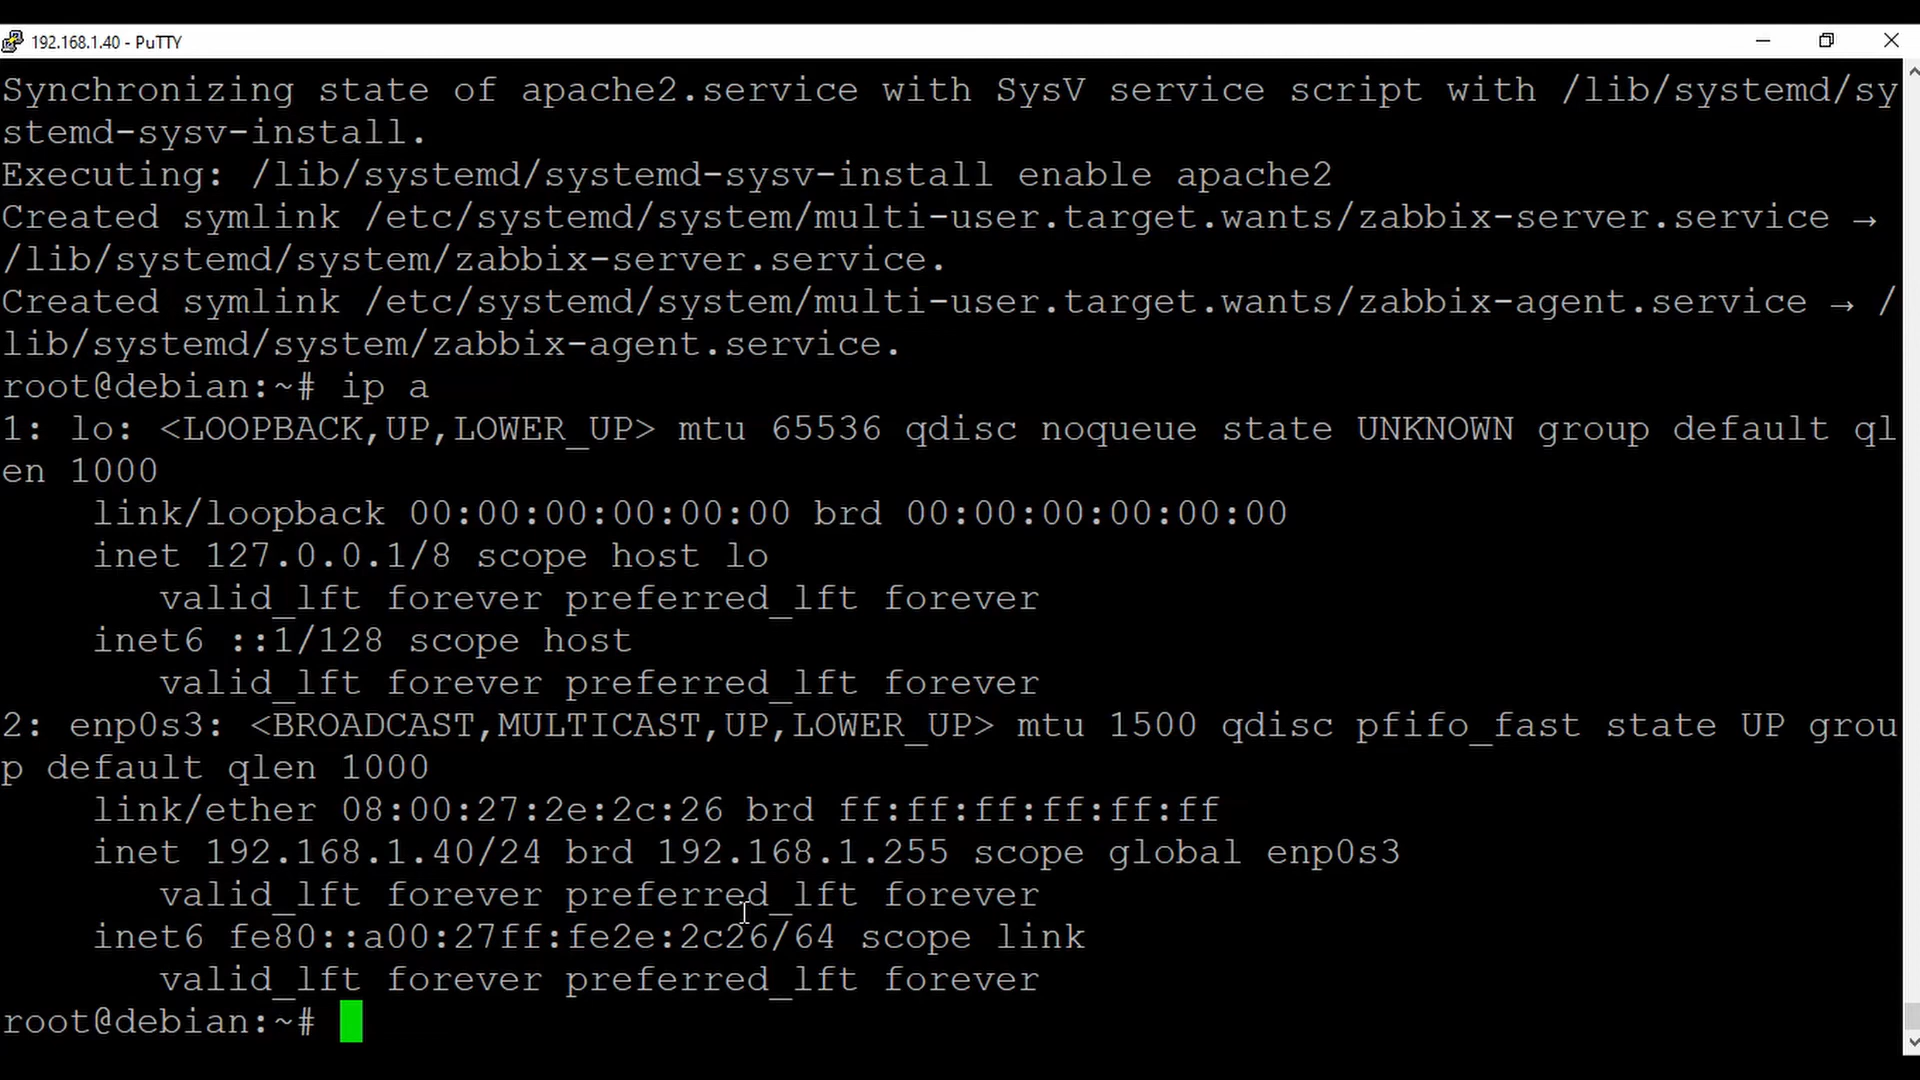 192.168.1.40 - PuTTY
Synchronizing state of apache2.service with SysV service script with /lib/systemd/sy
stemd-sysv-install.
Executing: /lib/systemd/systemd-sysv-install enable apache2
Created symlink /etc/systemd/system/multi-user.target.wants/zabbix-server.service →
/lib/systemd/system/zabbix-server.service.
Created symlink /etc/systemd/system/multi-user.target.wants/zabbix-agent.service → /
lib/systemd/system/zabbix-agent.service.
root@debian:~# ip a
1: lo: <LOOPBACK,UP,LOWER_UP> mtu 65536 qdisc noqueue state UNKNOWN group default ql
en 1000
    link/loopback 00:00:00:00:00:00 brd 00:00:00:00:00:00
    inet 127.0.0.1/8 scope host lo
       valid_lft forever preferred_lft forever
    inet6 ::1/128 scope host
       valid_lft forever preferred_lft forever
2: enp0s3: <BROADCAST,MULTICAST,UP,LOWER_UP> mtu 1500 qdisc pfifo_fast state UP grou
p default qlen 1000
    link/ether 08:00:27:2e:2c:26 brd ff:ff:ff:ff:ff:ff
    inet 192.168.1.40/24 brd 192.168.1.255 scope global enp0s3
       valid_lft forever preferred_lft forever
    inet6 fe80::a00:27ff:fe2e:2c26/64 scope link
       valid_lft forever preferred_lft forever
root@debian:~#